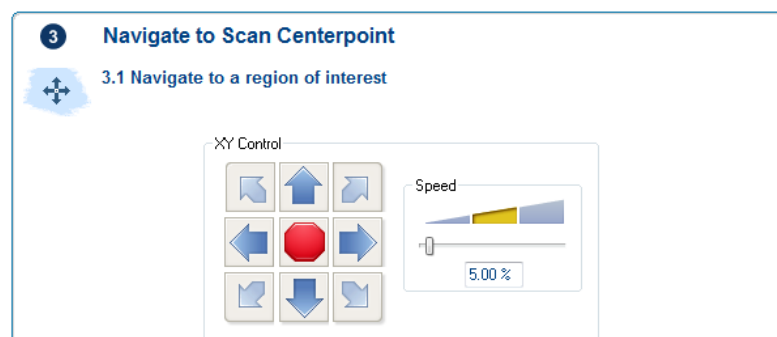 3 Navigate to Scan Centerpoint
3.1 Navigate to a region of interest
XY Control
Speed
5.00 %